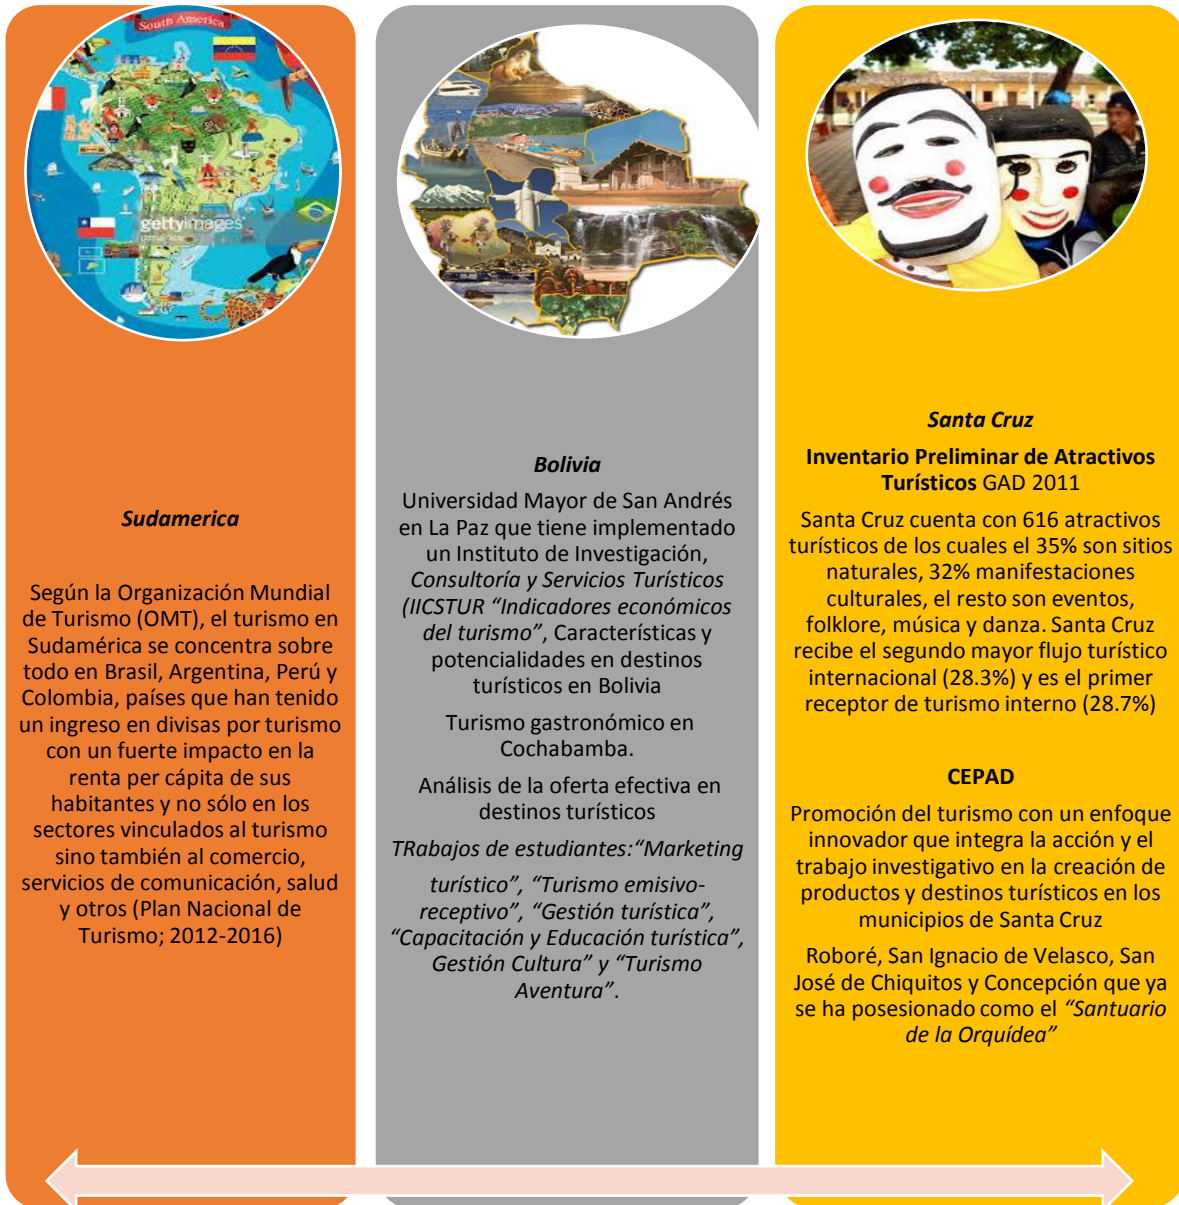 South America
gettyimages
Sudamerica
Según la Organización Mundial
de Turismo (OMT), el turismo en
Sudamérica se concentra sobre
todo en Brasil, Argentina, Perú y
Colombia, países que han tenido
un ingreso en divisas por turismo
con un fuerte impacto en la
renta per cápita de sus
habitantes y no sólo en los
sectores vinculados al turismo
sino también al comercio,
servicios de comunicación, salud
y otros (Plan Nacional de
Turismo; 2012-2016)
Bolivia
Universidad Mayor de San Andrés
en La Paz que tiene implementado
un Instituto de Investigación,
Consultoría y Servicios Turísticos
(IICSTUR “Indicadores económicos
del turismo”, Características y
potencialidades en destinos
turísticos en Bolivia
Turismo gastronómico en
Cochabamba.
Análisis de la oferta efectiva en
destinos turísticos
TRabajos de estudiantes:“Marketing
turístico”, “Turismo emisivo-
receptivo”, “Gestión turística”,
“Capacitación y Educación turística”,
Gestión Cultura” y “Turismo
Aventura”.
Santa Cruz
Inventario Preliminar de Atractivos
Turísticos GAD 2011
Santa Cruz cuenta con 616 atractivos
turísticos de los cuales el 35% son sitios
naturales, 32% manifestaciones
culturales, el resto son eventos,
folklore, música y danza. Santa Cruz
recibe el segundo mayor flujo turístico
internacional (28.3%) y es el primer
receptor de turismo interno (28.7%)
CEPAD
Promoción del turismo con un enfoque
innovador que integra la acción y el
trabajo investigativo en la creación de
productos y destinos turísticos en los
municipios de Santa Cruz
Roboré, San Ignacio de Velasco, San
José de Chiquitos y Concepción que ya
se ha posesionado como el “Santuario
de la Orquídea”